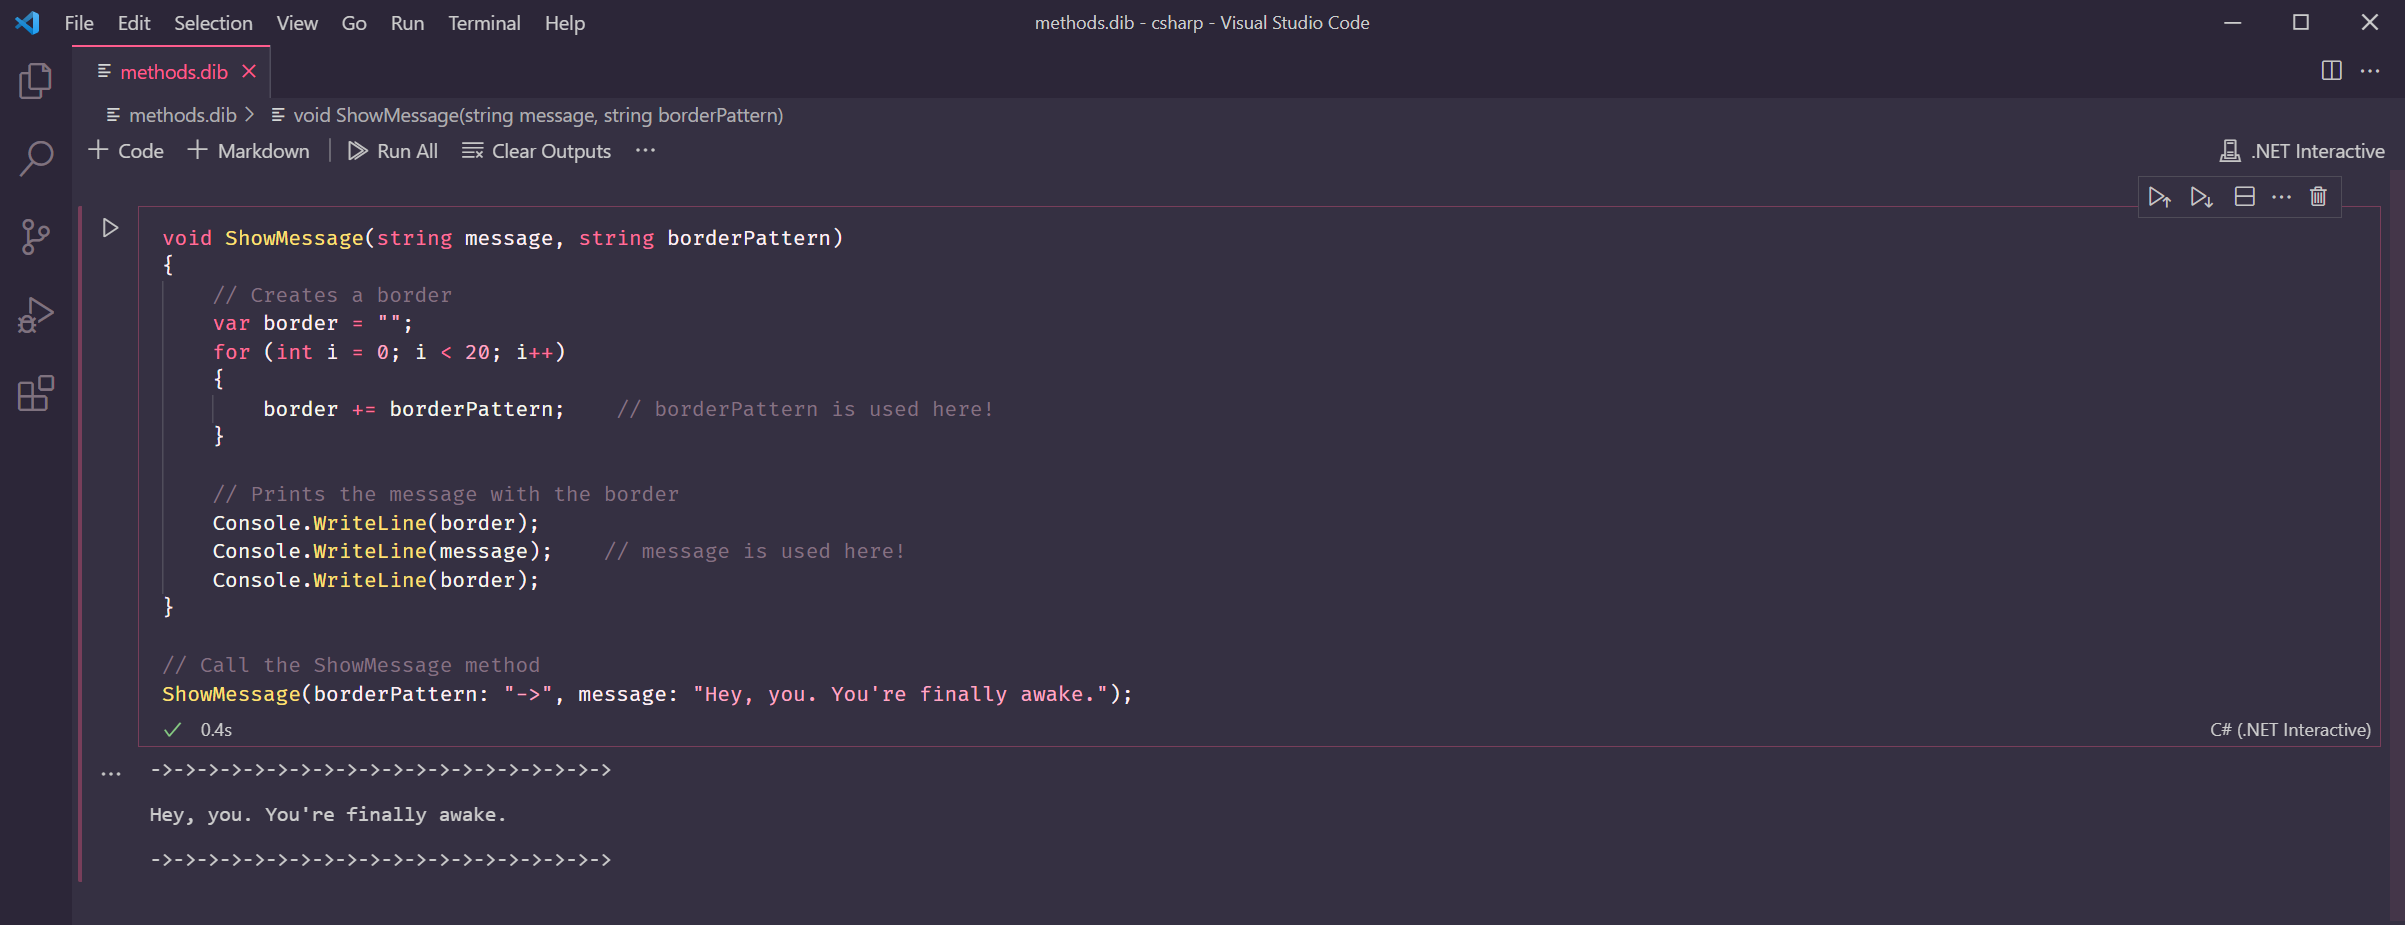 File Edit Selection View Go Run Terminal Help methods.dib - csharp - Visual Studio Code
methods.dib
methods.dib > void ShowMessage(string message, string borderPattern)
+ Code + Markdown | Run All Clear Outputs ... .NET Interactive
void ShowMessage(string message, string borderPattern)
{
    // Creates a border
    var border = "";
    for (int i = 0; i < 20; i++)
    {
        border += borderPattern;    // borderPattern is used here!
    }
    // Prints the message with the border
    Console.WriteLine(border);
    Console.WriteLine(message);    // message is used here!
    Console.WriteLine(border);
}
// Call the ShowMessage method
ShowMessage(borderPattern: "->", message: "Hey, you. You're finally awake.");
0.4s C# (.NET Interactive)
->->->->->->->->->->->->->->->->->->->->
Hey, you. You're finally awake.
->->->->->->->->->->->->->->->->->->->->